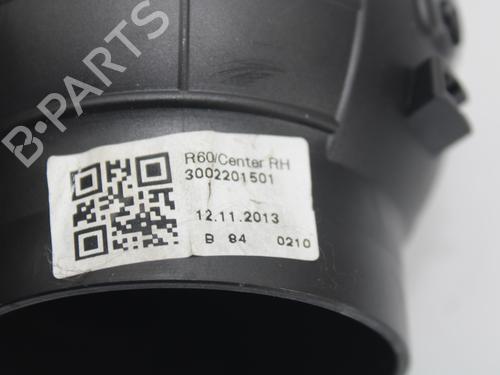 B-PARTS
R60/Center RH
3002201501
12.11.2013
B 84 0210